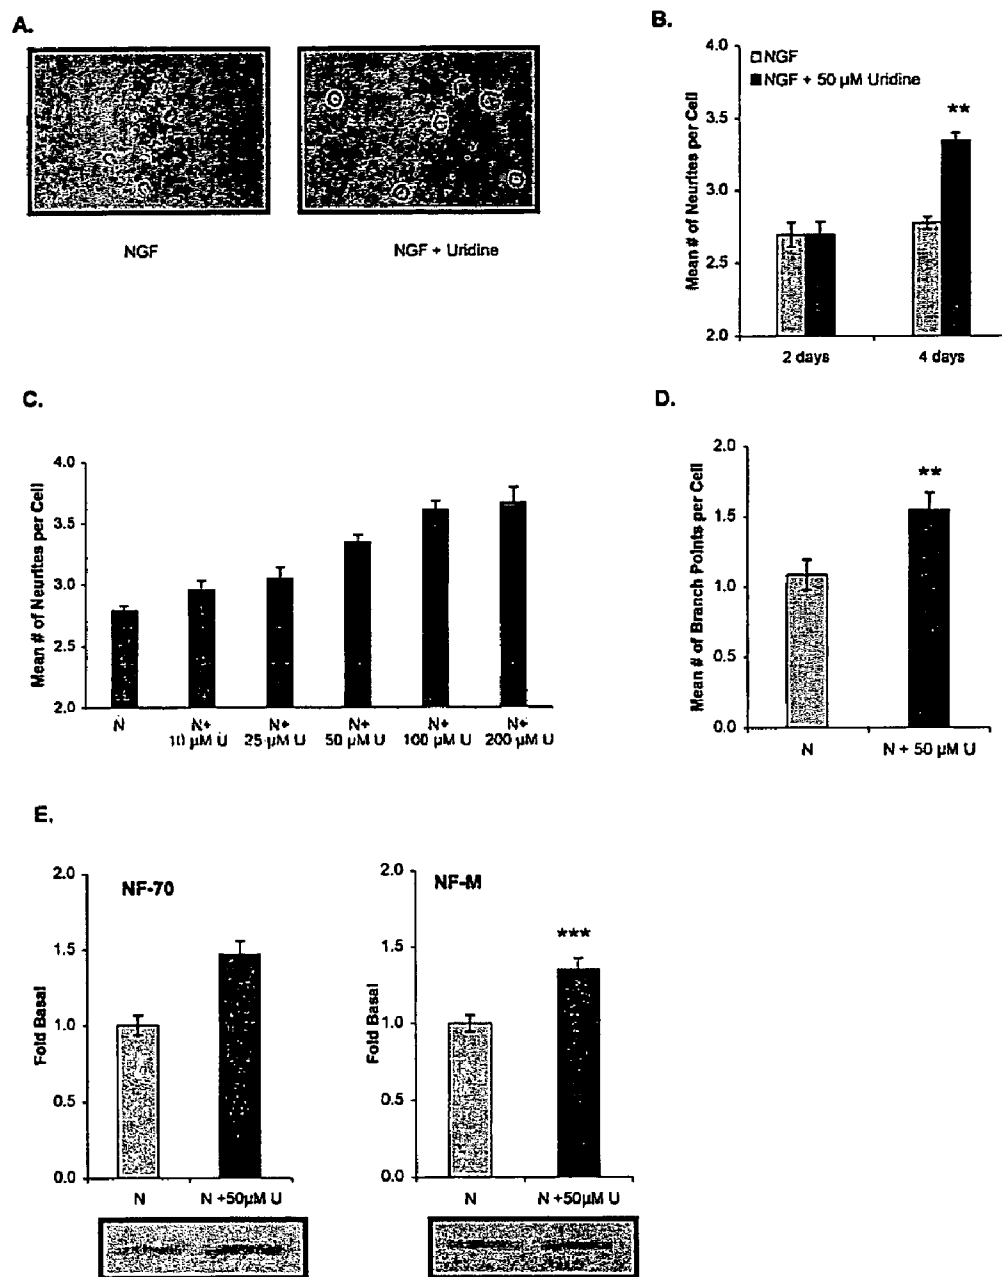 A.
NGF
NGF + Uridine
B.
Mean # of Neurites per Cell
4.0
3.5
3.0
2.5
2.0
NGF
NGF + 50 µM Uridine
**
2 days
4 days
C.
Mean # of Neurites per Cell
4.0
3.5
3.0
2.5
2.0
N
N+
10 µM U
N+
25 µM U
N+
50 µM U
N+
100 µM U
N+
200 µM U
D.
Mean # of Branch Points per Cell
2.0
1.5
1.0
0.5
0.0
**
N
N + 50 µM U
E.
Fold Basal
2.0
1.5
1.0
0.5
0.0
NF-70
N
N +50µM U
Fold Basal
2.0
1.5
1.0
0.5
0.0
NF-M
***
N
N +50µM U